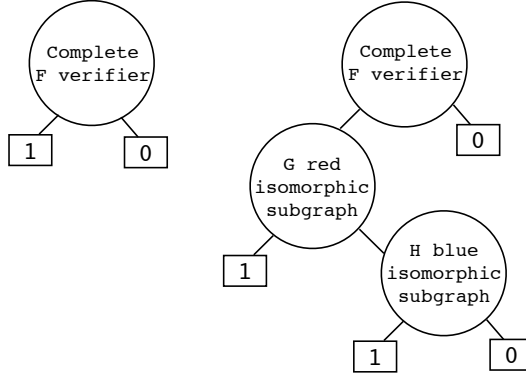 Complete
F verifier
1
0
Complete
F verifier
0
G red
isomorphic
subgraph
1
H blue
isomorphic
subgraph
1
0